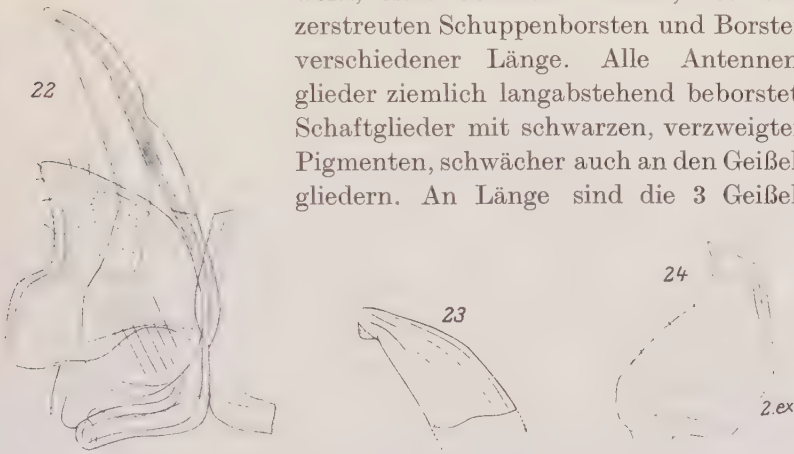 zerstreuten Schuppenborsten und Borste
verschiedener Länge. Alle Antennen
glieder ziemlich langabstehend beborstet
Schaftglieder mit schwarzen, verzweigte
Pigmenten, schwächer auch an den Geißel
gliedern. An Länge sind die 3 Geißel
22
23
24
2.ex